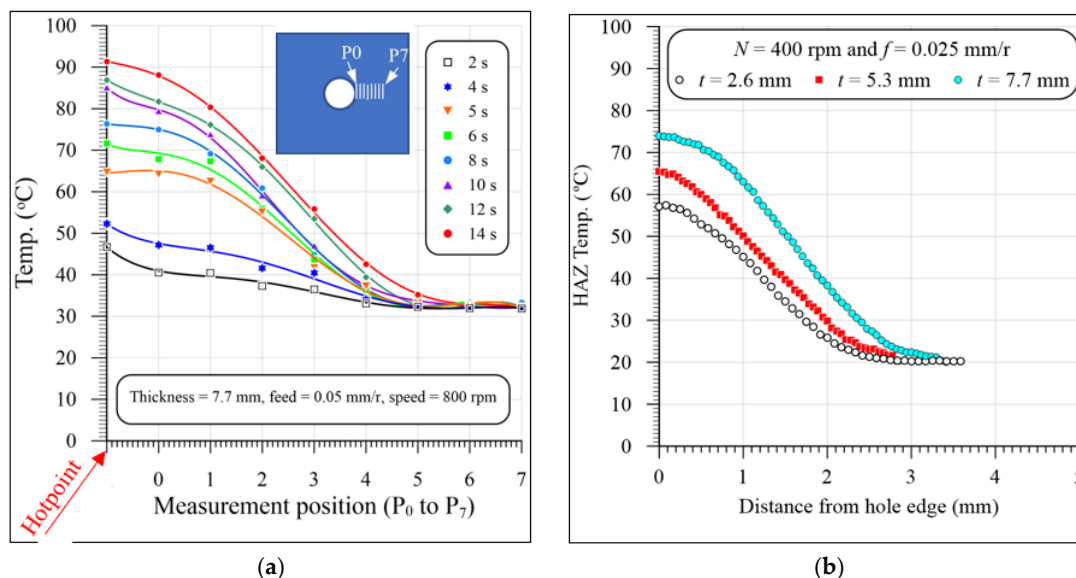 100
90
80
70
60
50
40
30
20
10
0
Temp. (°C)
P0 P7
2 s
4 s
5 s
6 s
8 s
10 s
12 s
14 s
Thickness = 7.7 mm, feed = 0.05 mm/r, speed = 800 rpm
0 1 2 3 4 5 6 7
Hotpoint
Measurement position (P₀ to P₇)
(a)
100
90
80
70
60
50
40
30
20
10
0
HAZ Temp. (°C)
N = 400 rpm and f = 0.025 mm/r
t = 2.6 mm t = 5.3 mm t = 7.7 mm
0 1 2 3 4
Distance from hole edge (mm)
(b)